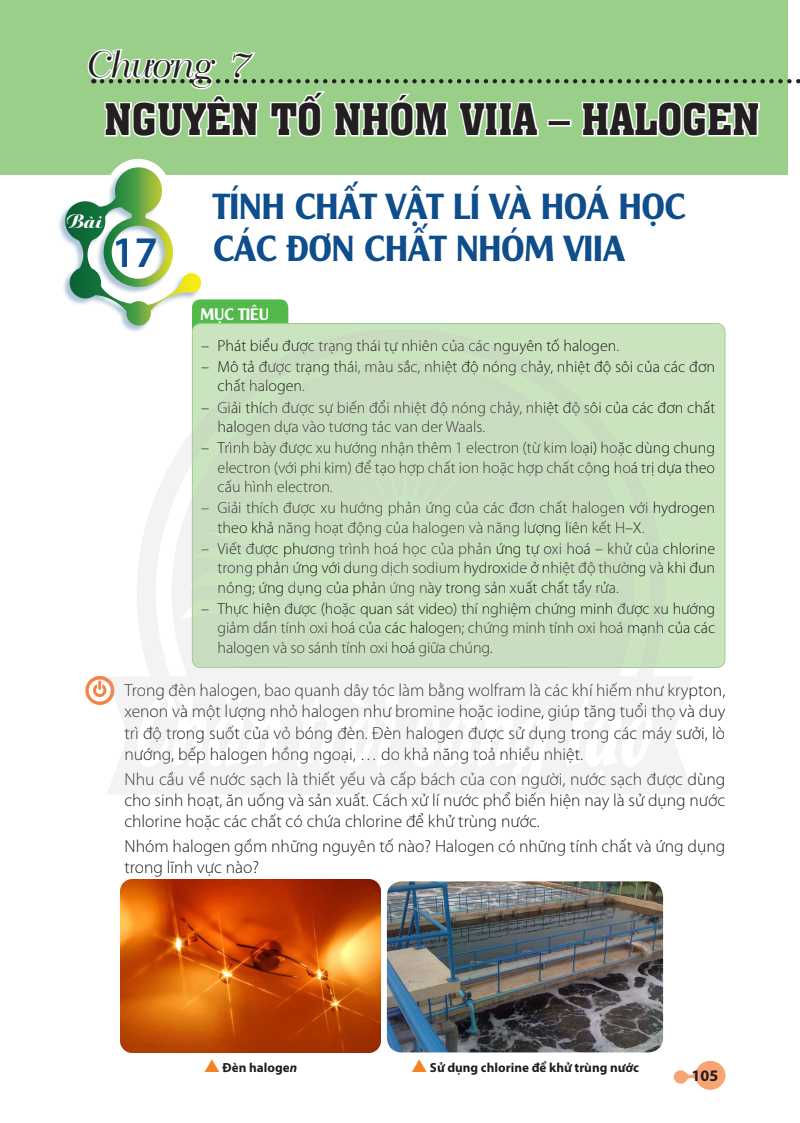 Chương 7
NGUYÊN TỐ NHÓM VIIA – HALOGEN
Bài
17
TÍNH CHẤT VẬT LÍ VÀ HOÁ HỌC
CÁC ĐƠN CHẤT NHÓM VIIA
MỤC TIÊU
– Phát biểu được trạng thái tự nhiên của các nguyên tố halogen.
– Mô tả được trạng thái, màu sắc, nhiệt độ nóng chảy, nhiệt độ sôi của các đơn
chất halogen.
– Giải thích được sự biến đổi nhiệt độ nóng chảy, nhiệt độ sôi của các đơn chất
halogen dựa vào tương tác van der Waals.
– Trình bày được xu hướng nhận thêm 1 electron (từ kim loại) hoặc dùng chung
electron (với phi kim) để tạo hợp chất ion hoặc hợp chất cộng hoá trị dựa theo
cấu hình electron.
– Giải thích được xu hướng phản ứng của các đơn chất halogen với hydrogen
theo khả năng hoạt động của halogen và năng lượng liên kết H–X.
– Viết được phương trình hoá học của phản ứng tự oxi hoá – khử của chlorine
trong phản ứng với dung dịch sodium hydroxide ở nhiệt độ thường và khi đun
nóng; ứng dụng của phản ứng này trong sản xuất chất tẩy rửa.
– Thực hiện được (hoặc quan sát video) thí nghiệm chứng minh được xu hướng
giảm dần tính oxi hoá của các halogen; chứng minh tính oxi hoá mạnh của các
halogen và so sánh tính oxi hoá giữa chúng.
Trong đèn halogen, bao quanh dây tóc làm bằng wolfram là các khí hiếm như krypton,
xenon và một lượng nhỏ halogen như bromine hoặc iodine, giúp tăng tuổi thọ và duy
trì độ trong suốt của vỏ bóng đèn. Đèn halogen được sử dụng trong các máy sưởi, lò
nướng, bếp halogen hồng ngoại, … do khả năng toả nhiều nhiệt.
Nhu cầu về nước sạch là thiết yếu và cấp bách của con người, nước sạch được dùng
cho sinh hoạt, ăn uống và sản xuất. Cách xử lí nước phổ biến hiện nay là sử dụng nước
chlorine hoặc các chất có chứa chlorine để khử trùng nước.
Nhóm halogen gồm những nguyên tố nào? Halogen có những tính chất và ứng dụng
trong lĩnh vực nào?
Đèn halogen
Sử dụng chlorine để khử trùng nước
105